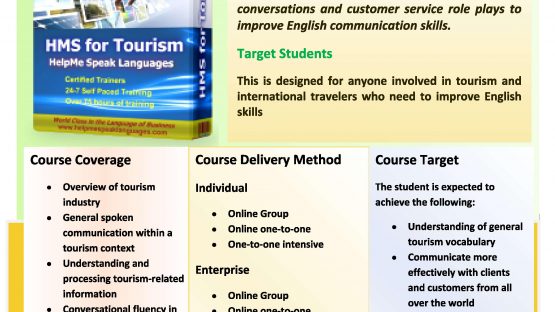 conversations and customer service role plays to
improve English communication skills.
Target Students
This is designed for anyone involved in tourism and
international travelers who need to improve English
skills
HMS for Tourism
HelpMe Speak Languages
Certified Trainers
24-7 Self Paced Training
Over 15 hours of training
World Class in the Language of Business
www.helpmespeaklanguages.com
HMS for Tou
Course Coverage
• Overview of tourism
industry
• General spoken
communication within a
tourism context
• Understanding and
processing tourism-related
information
• Conversational fluency in
Course Delivery Method
Individual
• Online Group
• Online one-to-one
• One-to-one intensive
Enterprise
• Online Group
• Online one-to-one
Course Target
The student is expected to
achieve the following:
• Understanding of general
tourism vocabulary
• Communicate more
effectively with clients
and customers from all
over the world